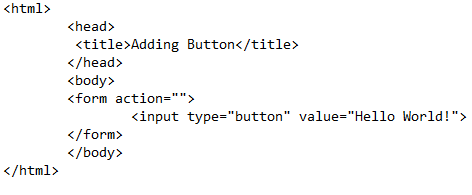 <html>
<head>
<title>Adding Button</title>
</head>
<body>
<form action="">
<input type="button" value="Hello World!">
</form>
</body>
</html>